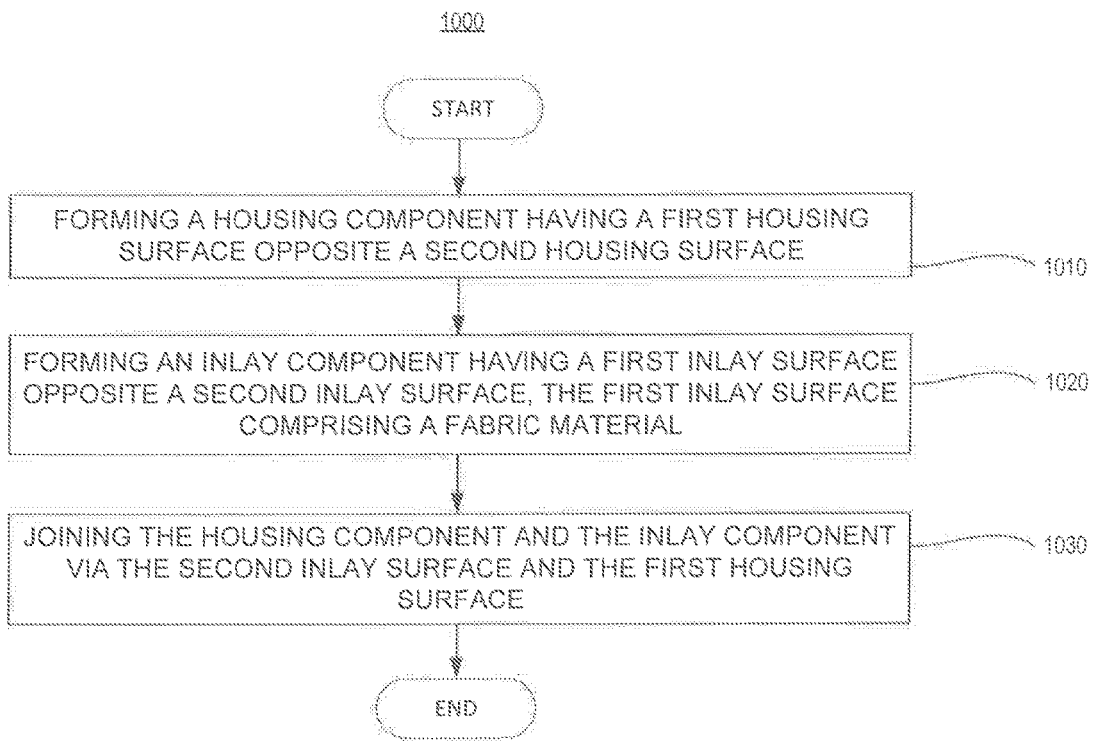 1000
START
FORMING A HOUSING COMPONENT HAVING A FIRST HOUSING
SURFACE OPPOSITE A SECOND HOUSING SURFACE
1010
FORMING AN INLAY COMPONENT HAVING A FIRST INLAY SURFACE
OPPOSITE A SECOND INLAY SURFACE, THE FIRST INLAY SURFACE
COMPRISING A FABRIC MATERIAL
1020
JOINING THE HOUSING COMPONENT AND THE INLAY COMPONENT
VIA THE SECOND INLAY SURFACE AND THE FIRST HOUSING
SURFACE
1030
END